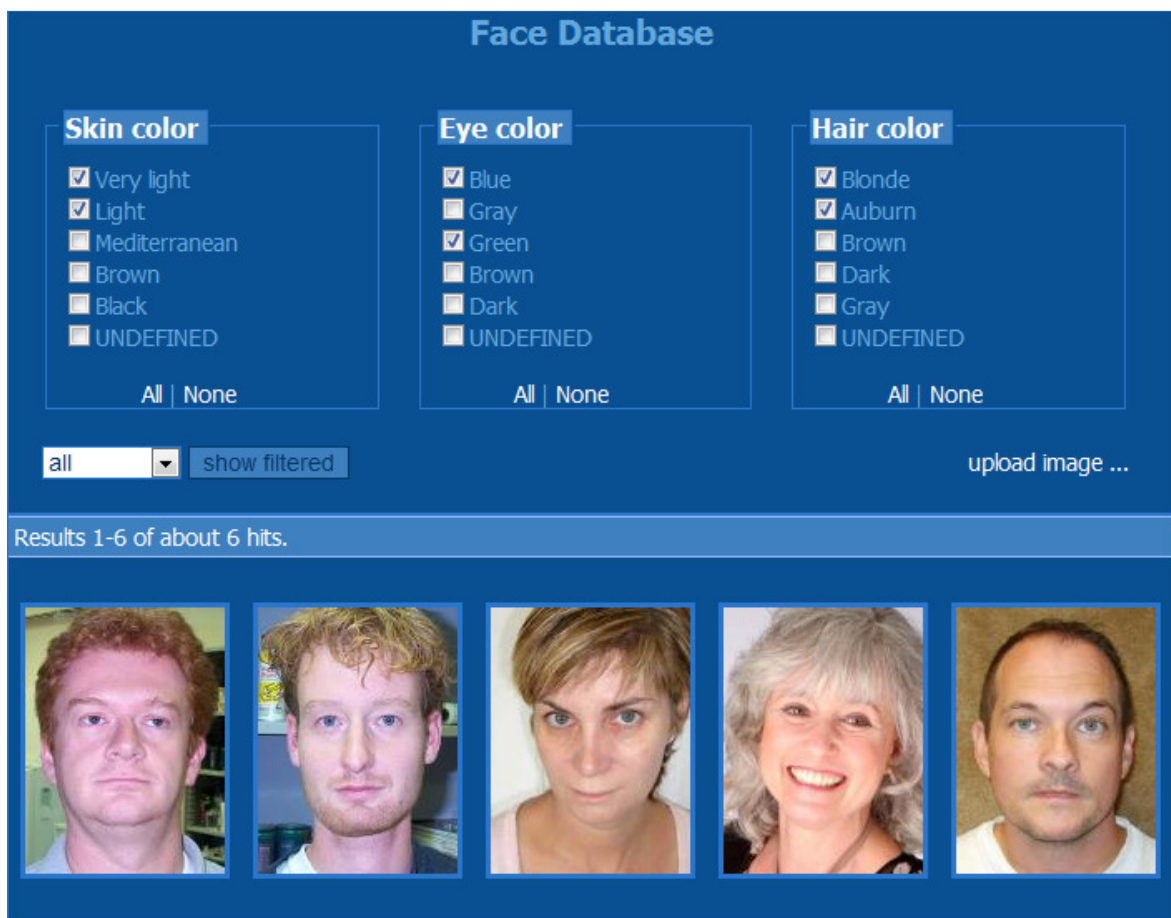 Face Database
Skin color
Very light
Light
Mediterranean
Brown
Black
UNDEFINED
All | None
Eye color
Blue
Gray
Green
Brown
Dark
UNDEFINED
All | None
Hair color
Blonde
Auburn
Brown
Dark
Gray
UNDEFINED
All | None
all
show filtered
upload image ...
Results 1-6 of about 6 hits.